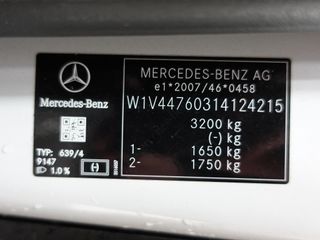 MERCEDES-BENZ AG
e1*2007/46*0458
W1V44760314124215
3200 kg
(-) kg
1- 1650 kg
2- 1750 kg
Mercedes-Benz
TYP: 639/4
9147
1.0 %